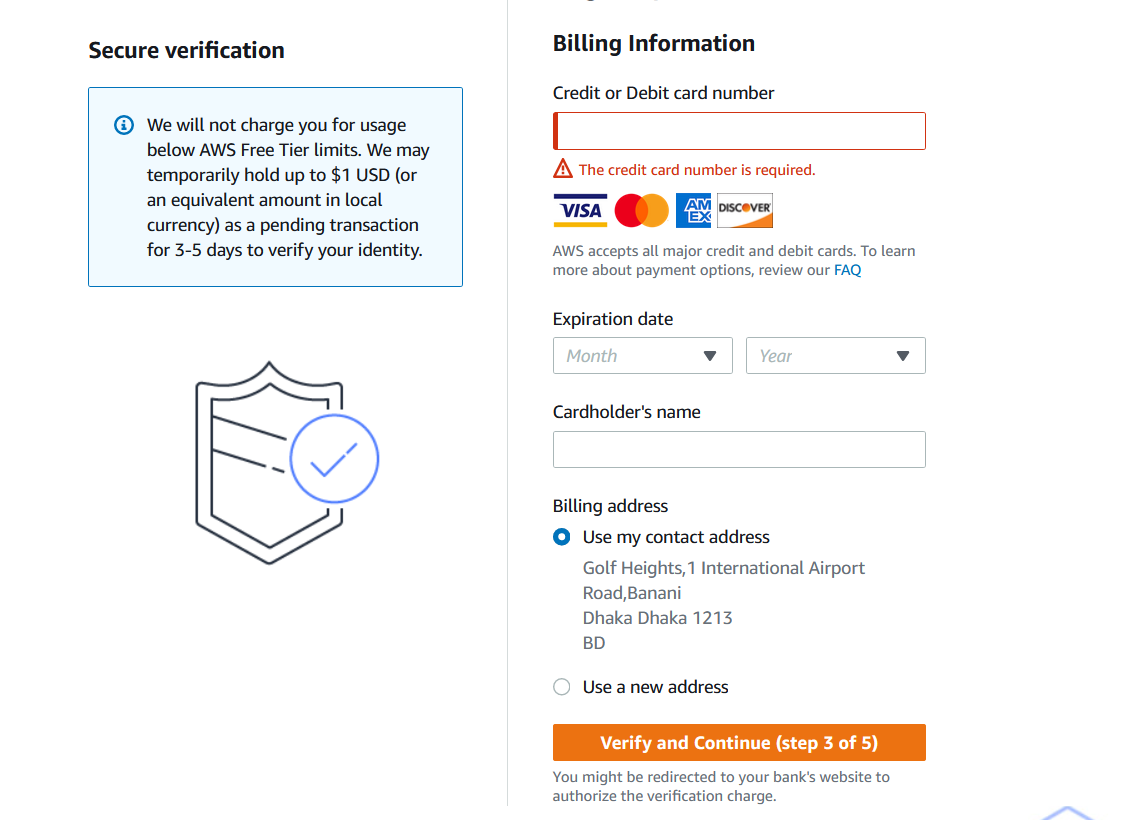 Secure verification
We will not charge you for usage
below AWS Free Tier limits. We may
temporarily hold up to $1 USD (or
an equivalent amount in local
currency) as a pending transaction
for 3-5 days to verify your identity.
Billing Information
Credit or Debit card number
The credit card number is required.
VISA
AM
EX
DISCOVER
AWS accepts all major credit and debit cards. To learn
more about payment options, review our FAQ
Expiration date
Month Year
Cardholder's name
Billing address
Use my contact address
Golf Heights,1 International Airport
Road,Banani
Dhaka Dhaka 1213
BD
Use a new address
Verify and Continue (step 3 of 5)
You might be redirected to your bank's website to
authorize the verification charge.